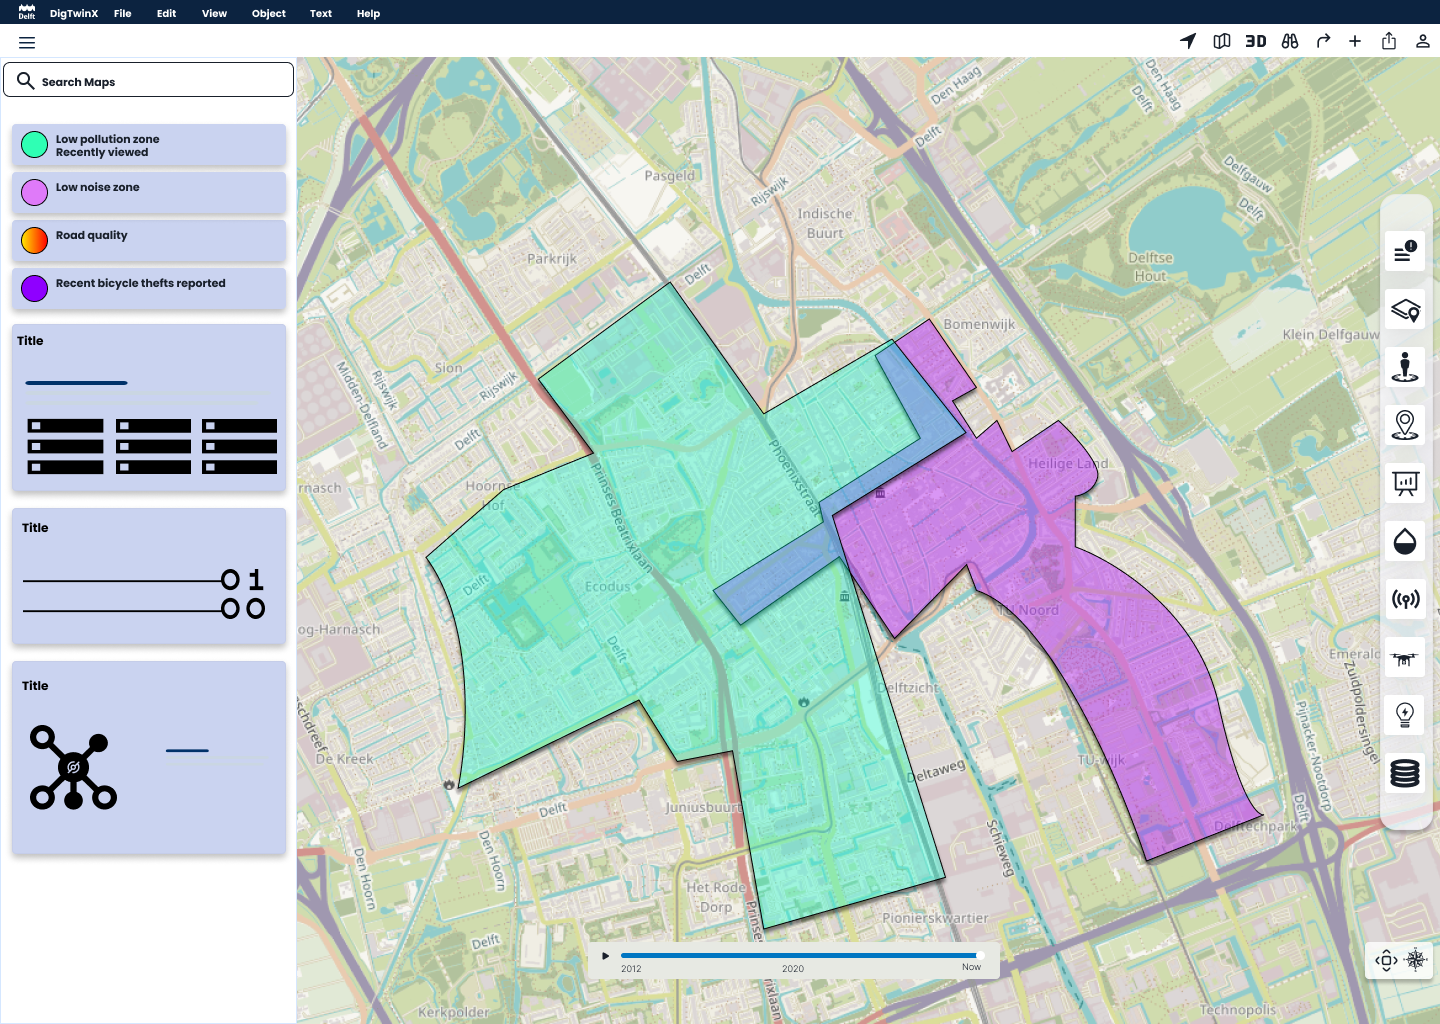 Delft
DigTwinX
File
Edit
View
Object
Text
Help
3D
Search Maps
Low pollution zone
Recently viewed
Low noise zone
Road quality
Recent bicycle thefts reported
Title
Title
0 1
0 0
Title
Den Haag
Delft
Den Haag
Delft
Pasgeld
Rijswijk
Delfgauw
Delft
Indische
Buurt
Parkrijk
Delft
Delftse
Hout
Bomenwijk
Klein Delfgauw
Sion
Midden-Delfland
Rijswijk
Rijswijk
Delft
Phoenixstraat
Heilige Land
Prinses Beatrixlaan
Hoornse
Hof
rnasch
Delft
Ecodus
TU Noord
og-Harnasch
Delft
Emerald
Zuidpoldersingel
Delftzicht
Pijnacker-Nootdorp
Delft
schdreef
De Kreek
Deltaweg
TU-wijk
Juniusbuurt
Delft
Delftechpark
Schieweg
Den Hoorn
Den Hoorn
Het Rode
Dorp
Prinses
Pionierskwartier
Delft
2012
2020
Now
rixlaan
Kerkpolder
Technopolis